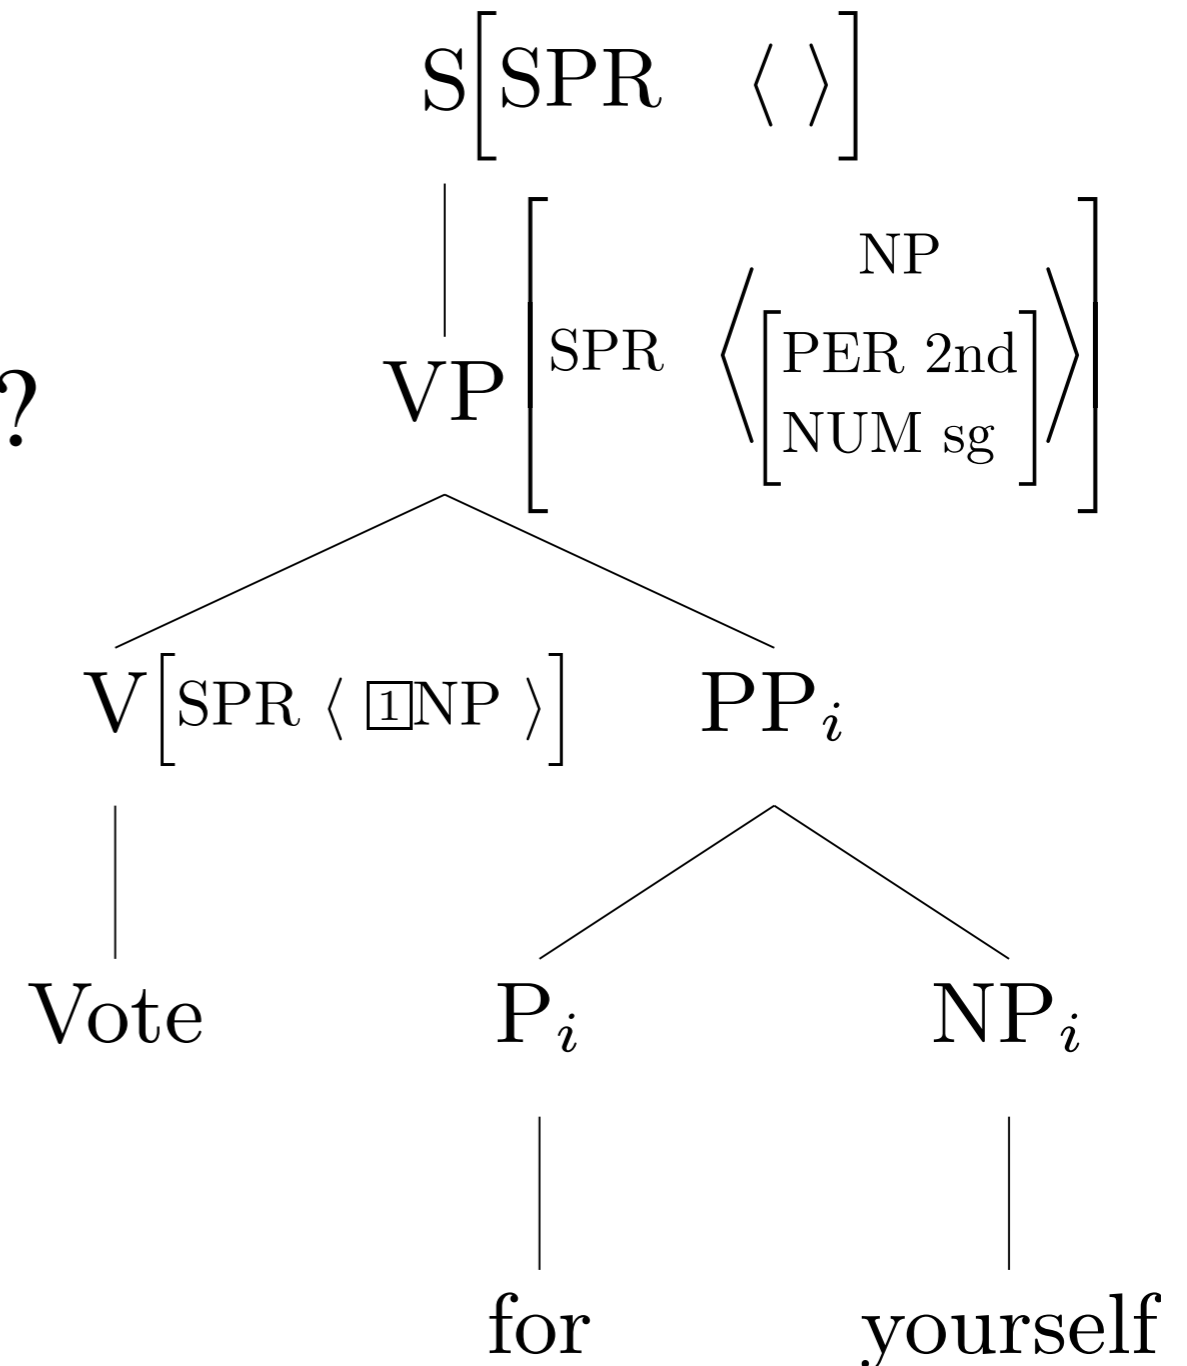 S[SPR ⟨ ⟩]
?
VP[SPR ⟨NP [PER 2nd
NUM sg]⟩]
V[SPR ⟨ 1NP ⟩] PPᵢ
Vote Pᵢ NPᵢ
for yourself